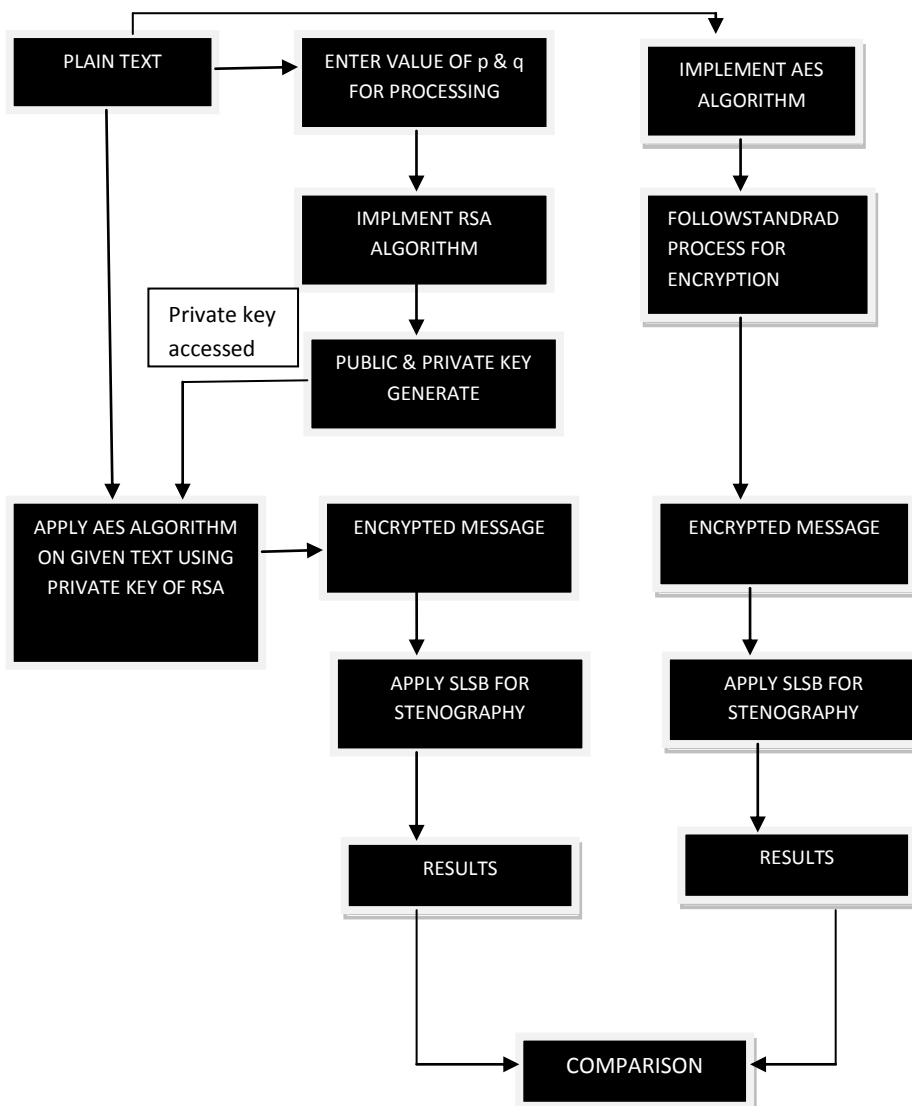 PLAIN TEXT
ENTER VALUE OF p & q
FOR PROCESSING
IMPLEMENT AES
ALGORITHM
IMPLMENT RSA
ALGORITHM
FOLLOWSTANDRAD
PROCESS FOR
ENCRYPTION
Private key
accessed
PUBLIC & PRIVATE KEY
GENERATE
APPLY AES ALGORITHM
ON GIVEN TEXT USING
PRIVATE KEY OF RSA
ENCRYPTED MESSAGE
ENCRYPTED MESSAGE
APPLY SLSB FOR
STENOGRAPHY
APPLY SLSB FOR
STENOGRAPHY
RESULTS
RESULTS
COMPARISON